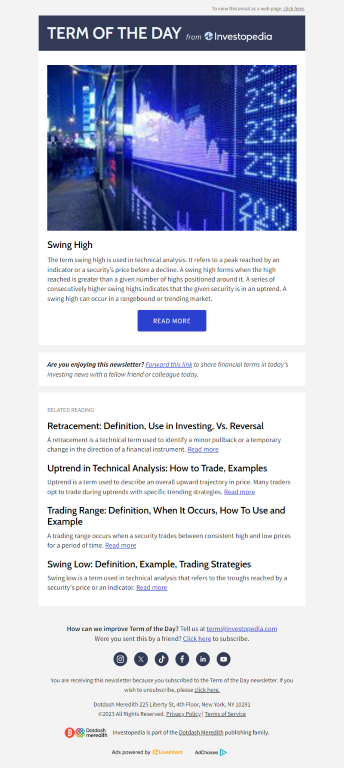 To view this email as a web page, click here.
TERM OF THE DAY from Investopedia
232
232
231
200
Swing High
The term swing high is used in technical analysis. It refers to a peak reached by an
indicator or a security's price before a decline. A swing high forms when the high
reached is greater than a given number of highs positioned around it. A series of
consecutively higher swing highs indicates that the given security is in an uptrend. A
swing high can occur in a rangebound or trending market.
READ MORE
Are you enjoying this newsletter? Forward this link to share financial terms in today's
investing news with a fellow friend or colleague today.
RELATED READING
Retracement: Definition, Use in Investing, Vs. Reversal
A retracement is a technical term used to identify a minor pullback or a temporary
change in the direction of a financial instrument. Read more
Uptrend in Technical Analysis: How to Trade, Examples
Uptrend is a term used to describe an overall upward trajectory in price. Many traders
opt to trade during uptrends with specific trending strategies. Read more
Trading Range: Definition, When It Occurs, How To Use and
Example
A trading range occurs when a security trades between consistent high and low prices
for a period of time. Read more
Swing Low: Definition, Example, Trading Strategies
Swing low is a term used in technical analysis that refers to the troughs reached by a
security's price or an indicator. Read more
How can we improve Term of the Day? Tell us at term@investopedia.com
Were you sent this by a friend? Click here to subscribe.
You are receiving this newsletter because you subscribed to the Term of the Day newsletter. If you
wish to unsubscribe, please click here.
Dotdash Meredith 225 Liberty St, 4th Floor, New York, NY 10281
©2023 All Rights Reserved. Privacy Policy | Terms of Service
Dotdash
meredith
Investopedia is part of the Dotdash Meredith publishing family.
Ads powered by LiveIntent AdChoices